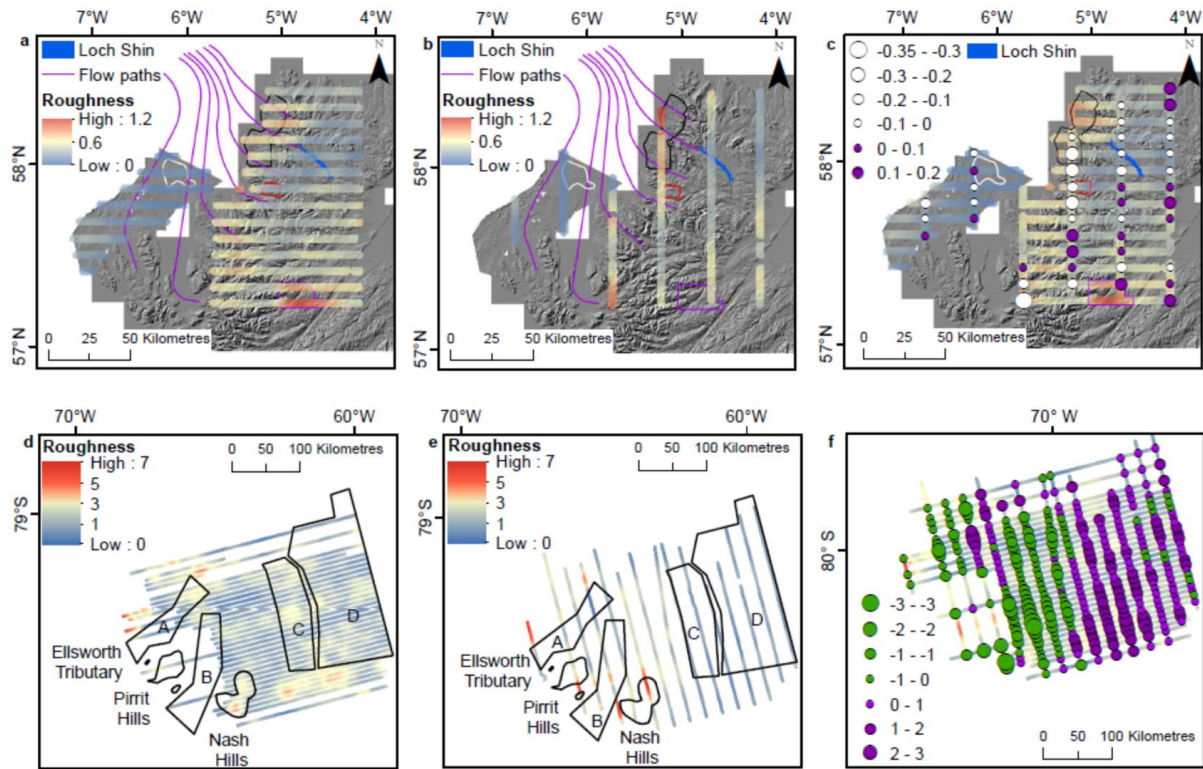 7°W 6°W 5°W 4°W
a
Loch Shin
Flow paths
Roughness
High : 1.2
0.6
Low : 0
N
58°N
57°N
0 25 50 Kilometres
7°W 6°W 5°W 4°W
b
Loch Shin
Flow paths
Roughness
High : 1.2
0.6
Low : 0
N
58°N
57°N
0 25 50 Kilometres
7°W 6°W 5°W 4°W
c
-0.35 - -0.3
-0.3 - -0.2
-0.2 - -0.1
-0.1 - 0
0 - 0.1
0.1 - 0.2
Loch Shin
N
58°N
57°N
0 25 50 Kilometres
70°W 60°W
d
Roughness
High : 7
5
3
1
Low : 0
0 50 100 Kilometres
79°S
A
B
C
D
Ellsworth
Tributary
Pirrit
Hills
Nash
Hills
70°W 60°W
e
Roughness
High : 7
5
3
1
Low : 0
0 50 100 Kilometres
79°S
A
B
C
D
Ellsworth
Tributary
Pirrit
Hills
Nash
Hills
70° W
f
80° S
-3 - -3
-2 - -2
-1 - -1
-1 - 0
0 - 1
1 - 2
2 - 3
0 50 100 Kilometres